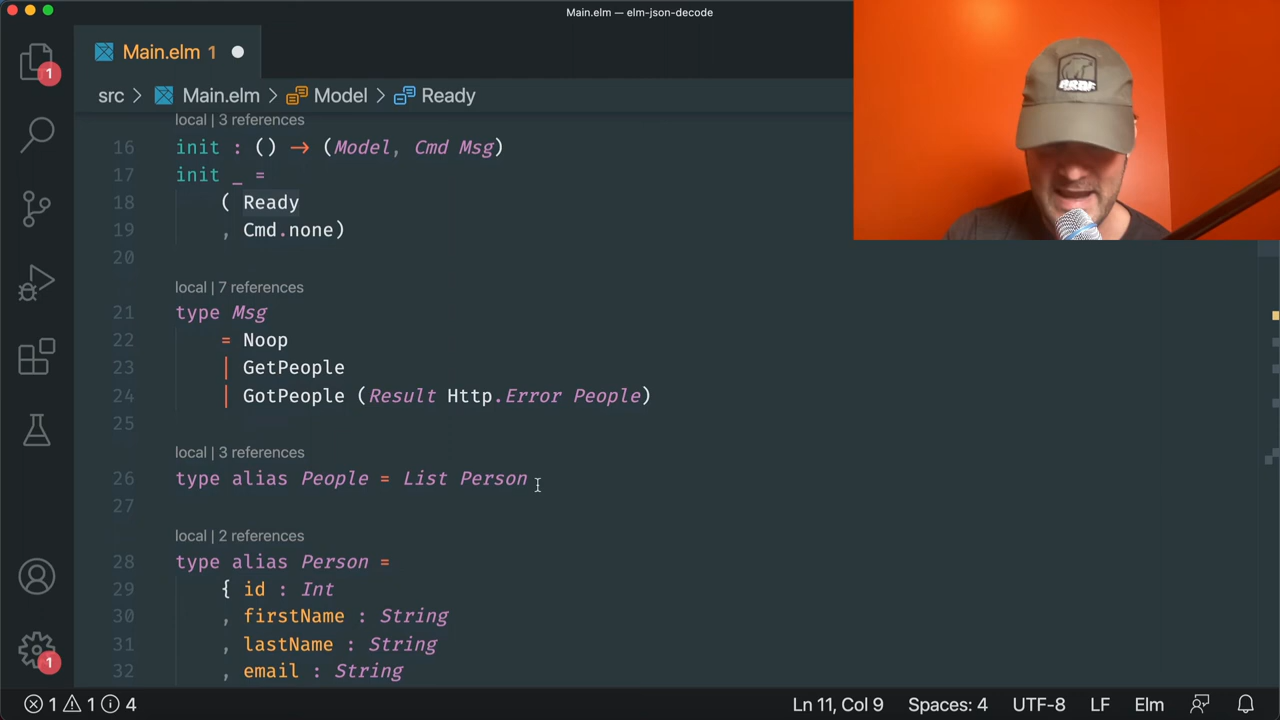 Main.elm — elm-json-decode
Main.elm 1
src > Main.elm > Model > Ready
local | 3 references
16 init : () → (Model, Cmd Msg)
17 init _ =
18 ( Ready
19 , Cmd.none)
20
local | 7 references
21 type Msg
22 = Noop
23 | GetPeople
24 | GotPeople (Result Http.Error People)
25
local | 3 references
26 type alias People = List Person
27
local | 2 references
28 type alias Person =
29 { id : Int
30 , firstName : String
31 , lastName : String
32 , email : String
1
1
1 1 4
Ln 11, Col 9 Spaces: 4 UTF-8 LF Elm